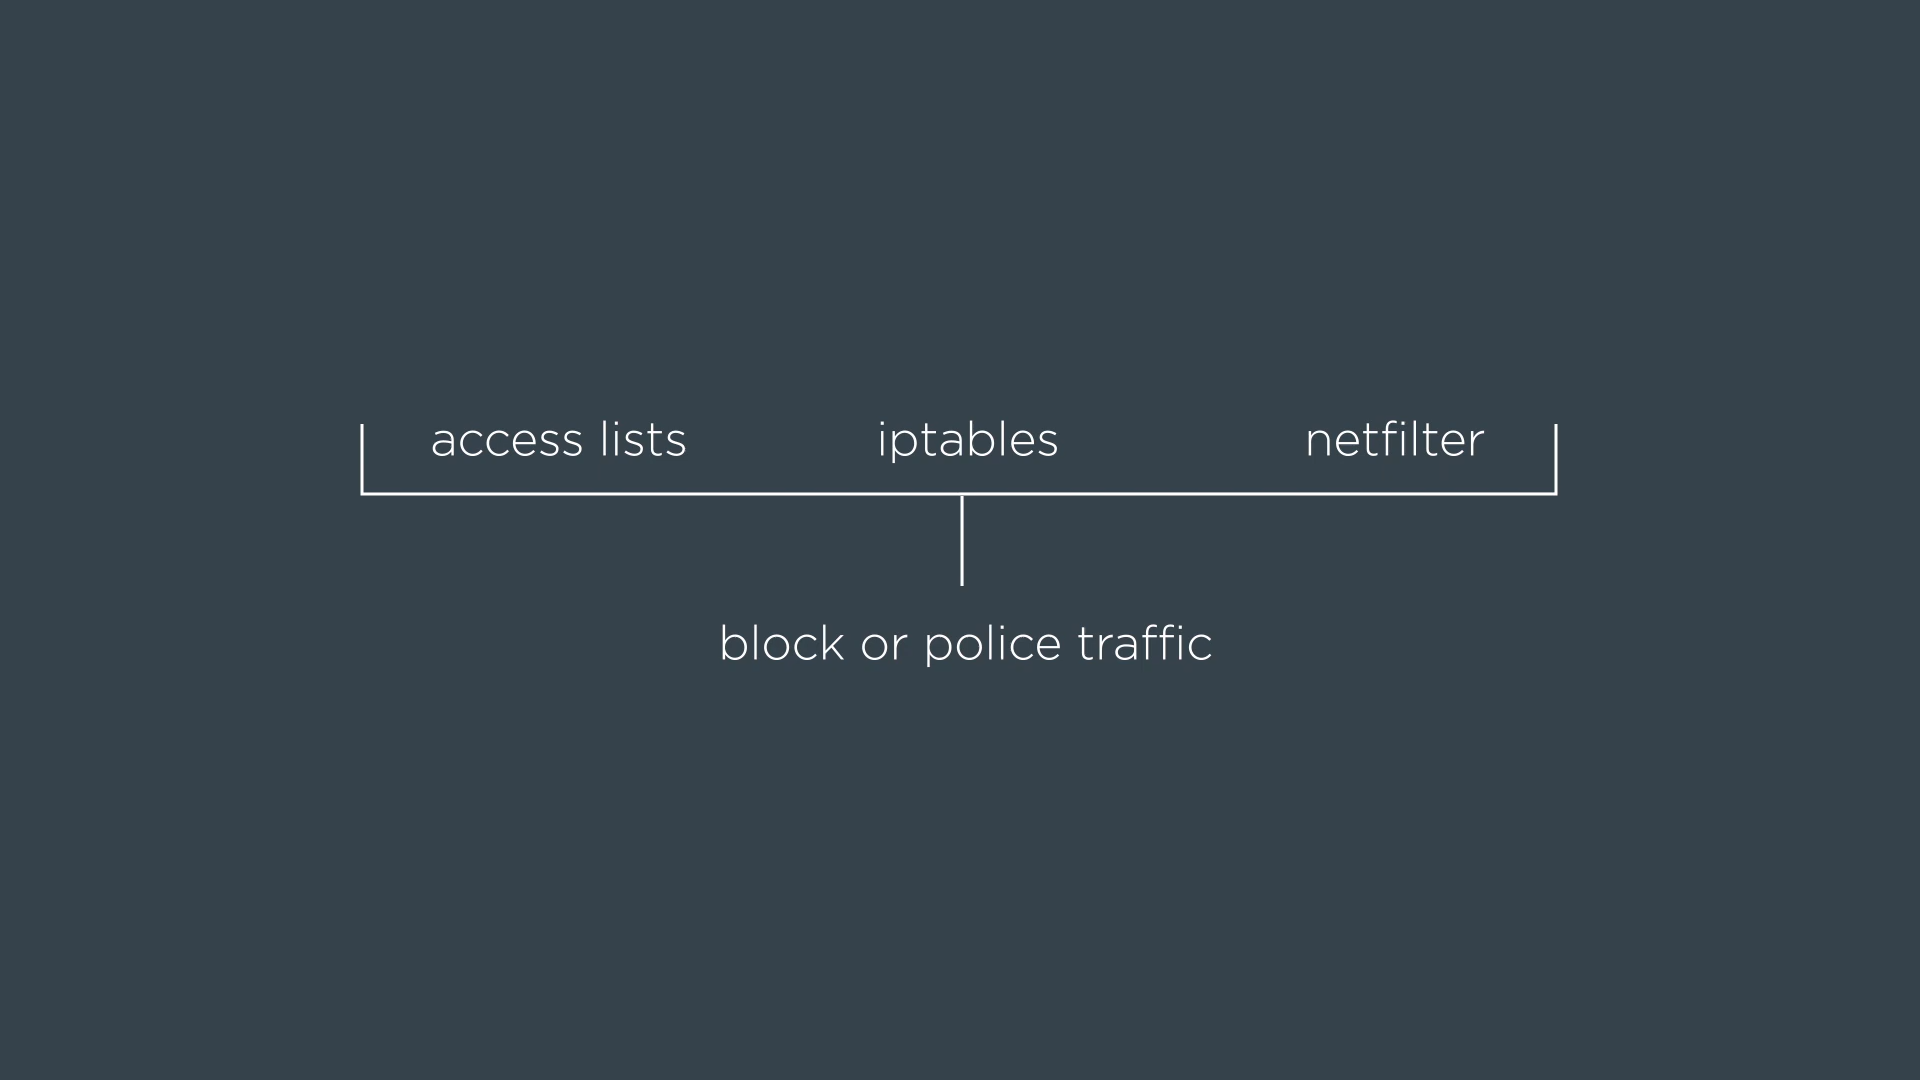 access lists iptables netfilter
block or police traffic